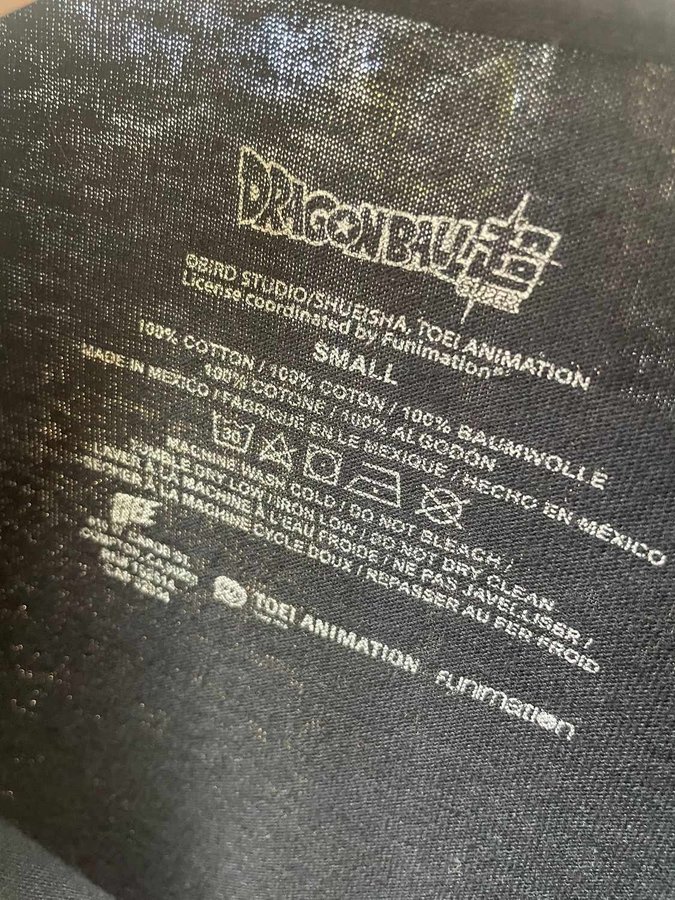 DRAGON BALL 超
SUPER
©BIRD STUDIO/SHUEISHA, TOEI ANIMATION
License coordinated by Funimation®
SMALL
100% COTTON / 100% COTON / 100% BAUMWOLLE
100% COTONE / 100% ALGODÓN
MADE IN MEXICO / FABRIQUÉ EN LE MEXIQUE / HECHO EN MÉXICO
30
MACHINE WASH COLD / DO NOT BLEACH /
TUMBLE DRY LOW / IRON LOW / DO NOT DRY CLEAN
LAVER À LA MACHINE À L'EAU FROIDE / NE PAS JAVELLISER /
SÉCHER À LA MACHINE CYCLE DOUX / REPASSER AU FER FROID
TOEI ANIMATION
funimation